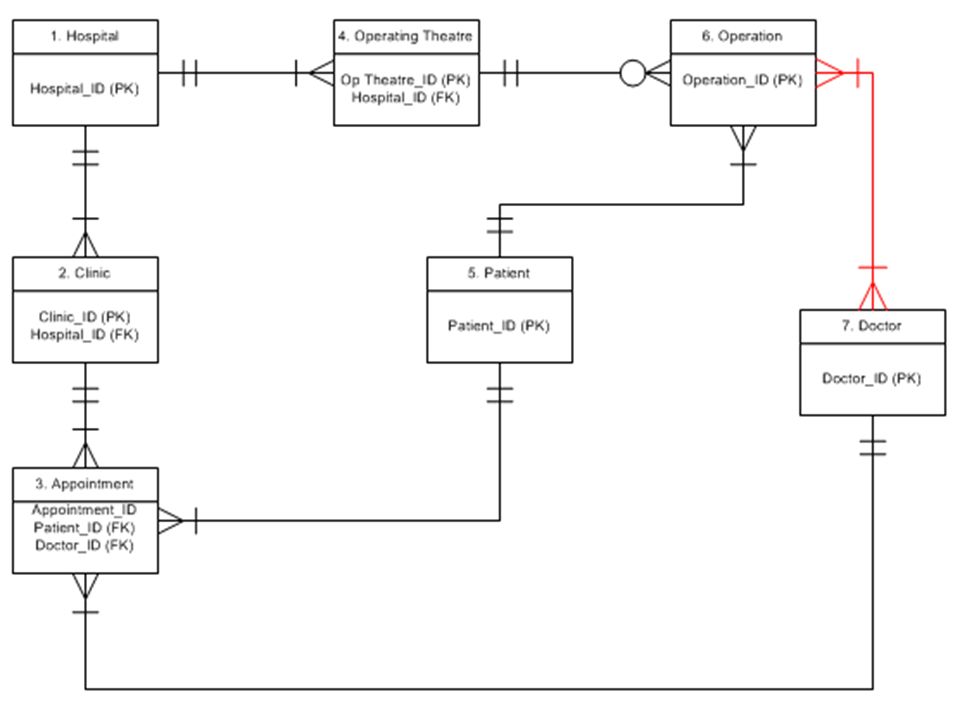 1. Hospital
Hospital_ID (PK)
4. Operating Theatre
Op Theatre_ID (PK)
Hospital_ID (FK)
6. Operation
Operation_ID (PK)
2. Clinic
Clinic_ID (PK)
Hospital_ID (FK)
5. Patient
Patient_ID (PK)
7. Doctor
Doctor_ID (PK)
3. Appointment
Appointment_ID
Patient_ID (FK)
Doctor_ID (FK)